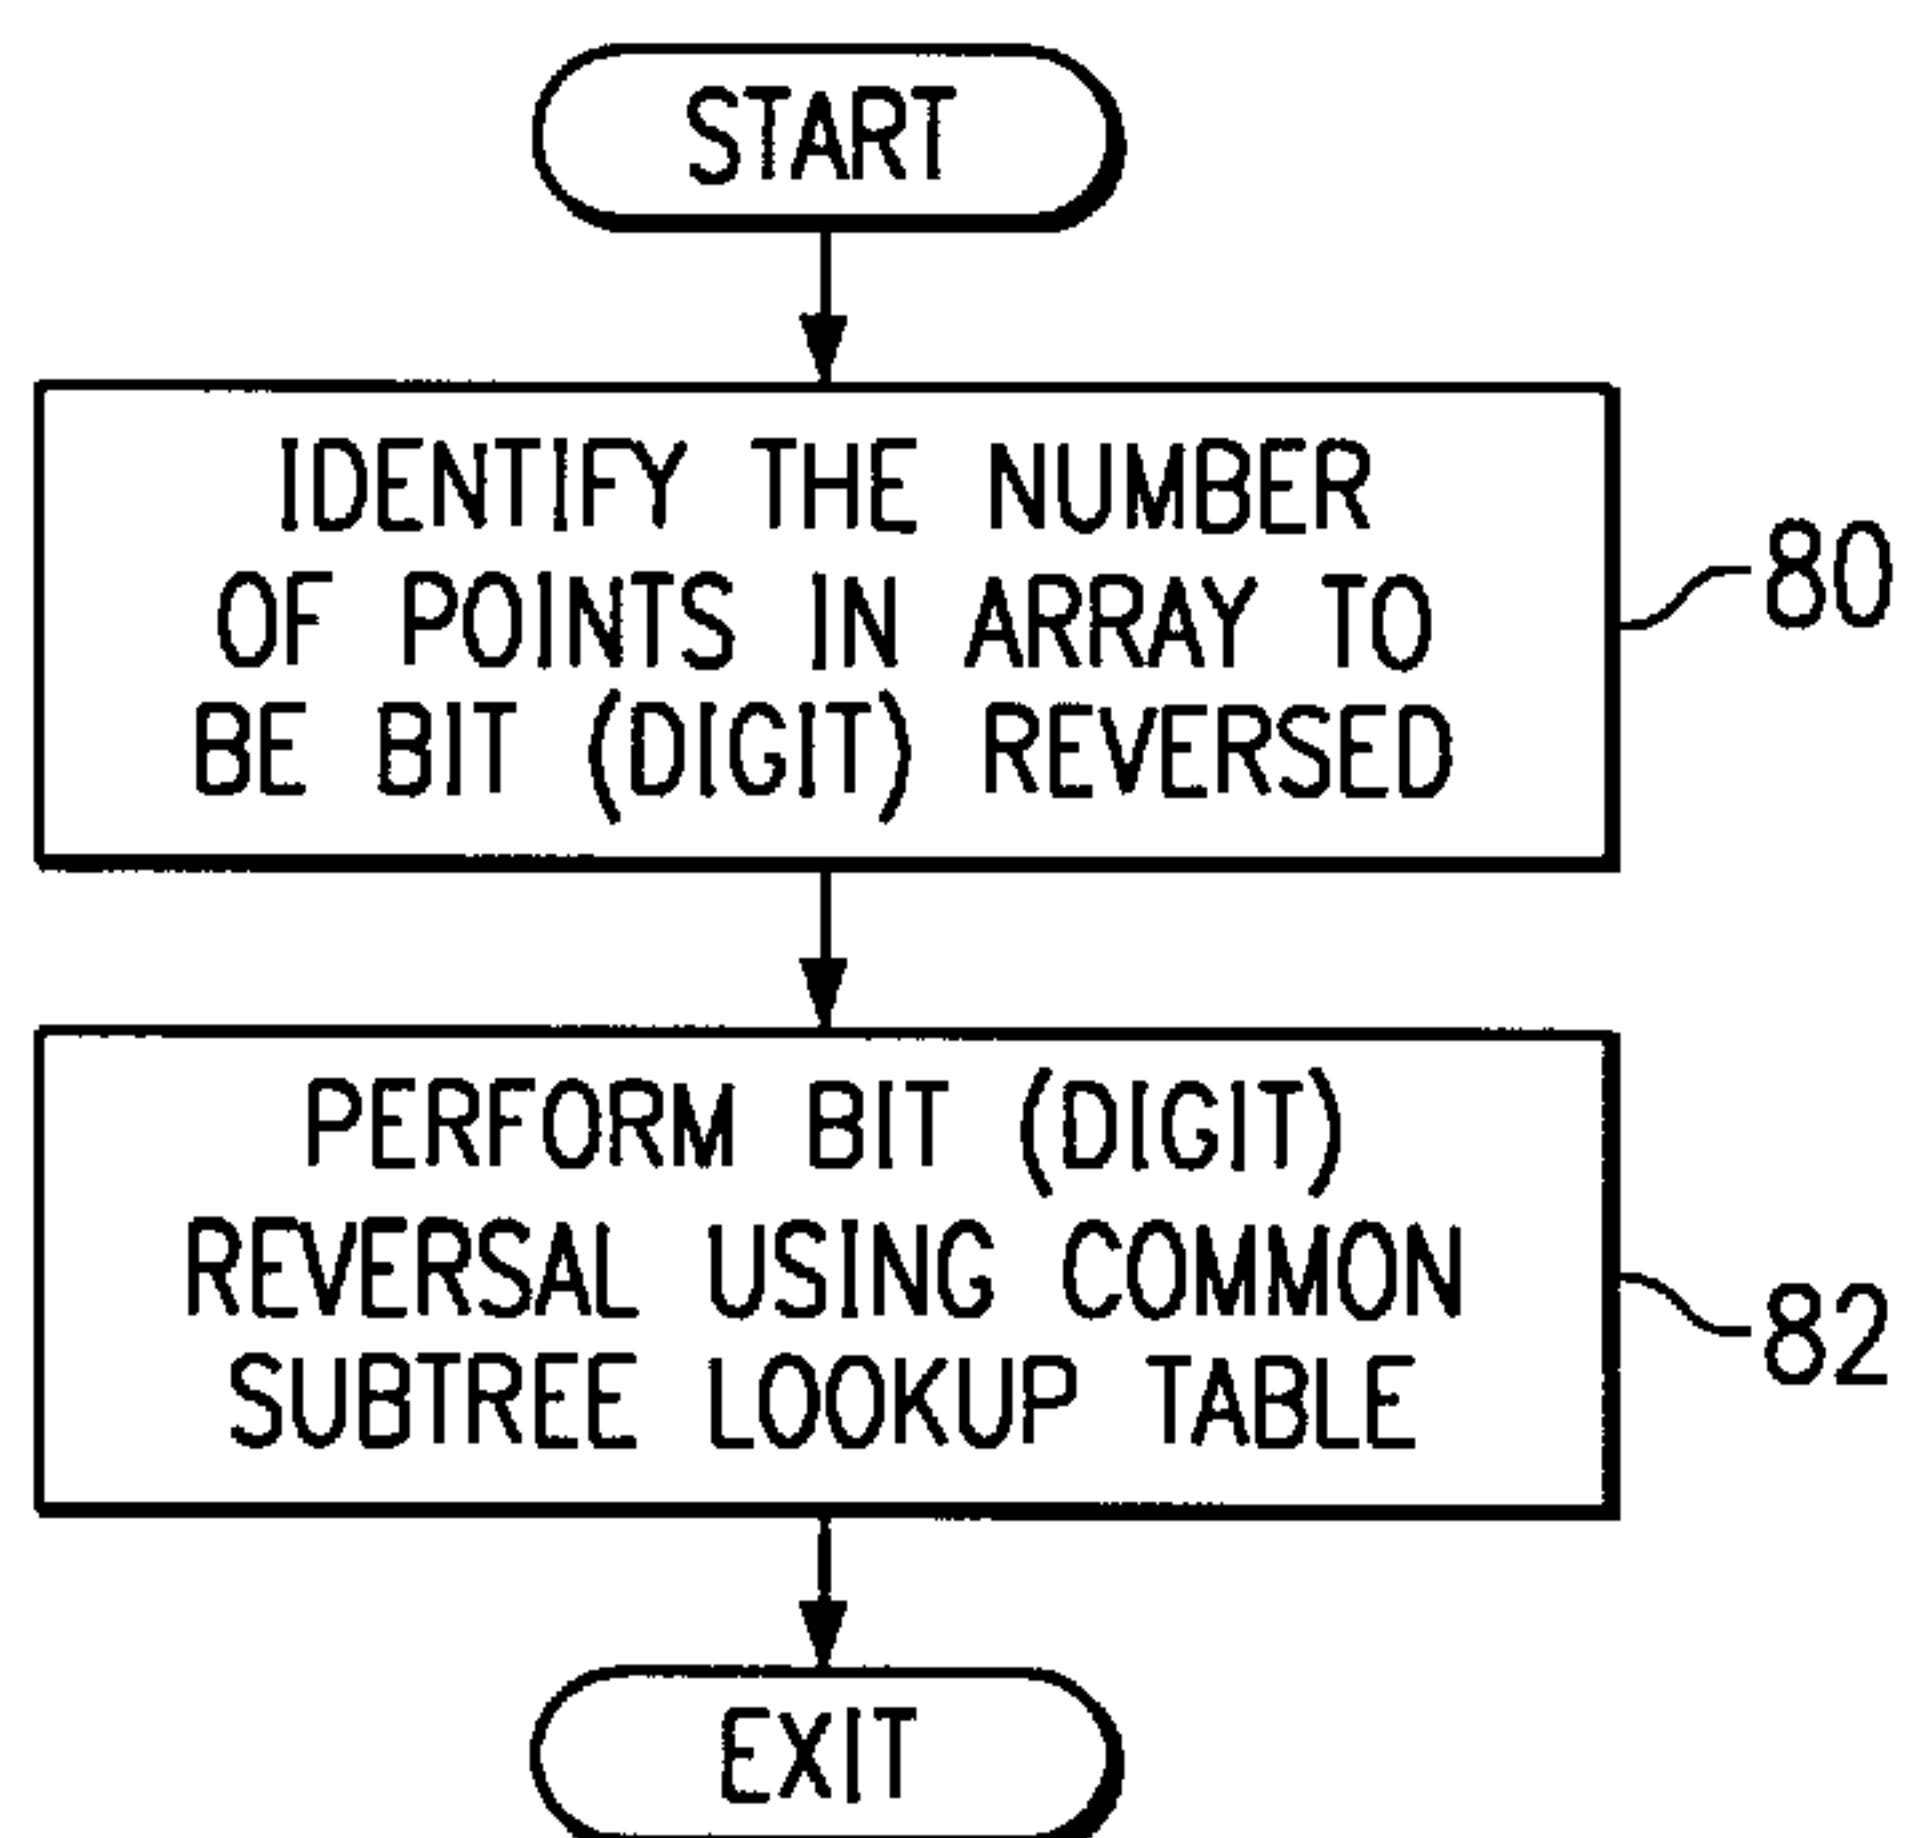 START
IDENTIFY THE NUMBER
OF POINTS IN ARRAY TO
BE BIT (DIGIT) REVERSED
80
PERFORM BIT (DIGIT)
REVERSAL USING COMMON
SUBTREE LOOKUP TABLE
82
EXIT